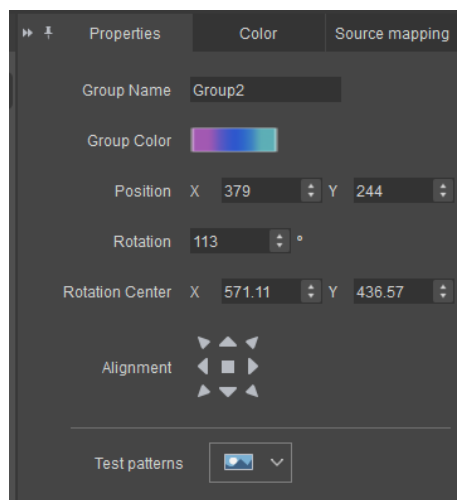 Properties Color Source mapping
Group Name Group2
Group Color
Position X 379 Y 244
Rotation 113 °
Rotation Center X 571.11 Y 436.57
Alignment
Test patterns